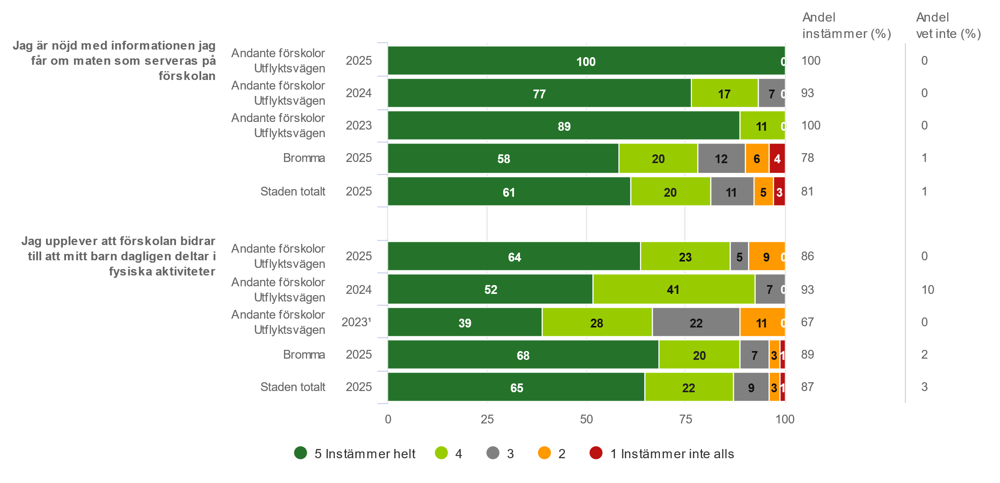 Andel
instämmer (%)
Andel
vet inte (%)
Jag är nöjd med informationen jag
får om maten som serveras på
förskolan
Andante förskolor
Utflyktsvägen
2025
100
0
100
0
Andante förskolor
Utflyktsvägen
2024
77
17
7
0
93
0
Andante förskolor
Utflyktsvägen
2023
89
11
0
100
0
Bromma
2025
58
20
12
6
4
78
1
Staden totalt
2025
61
20
11
5
3
81
1
Jag upplever att förskolan bidrar
till att mitt barn dagligen deltar i
fysiska aktiviteter
Andante förskolor
Utflyktsvägen
2025
64
23
5
9
0
86
0
Andante förskolor
Utflyktsvägen
2024
52
41
7
0
93
10
Andante förskolor
Utflyktsvägen
2023¹
39
28
22
11
0
67
0
Bromma
2025
68
20
7
3
1
89
2
Staden totalt
2025
65
22
9
3
1
87
3
0
25
50
75
100
5 Instämmer helt
4
3
2
1 Instämmer inte alls